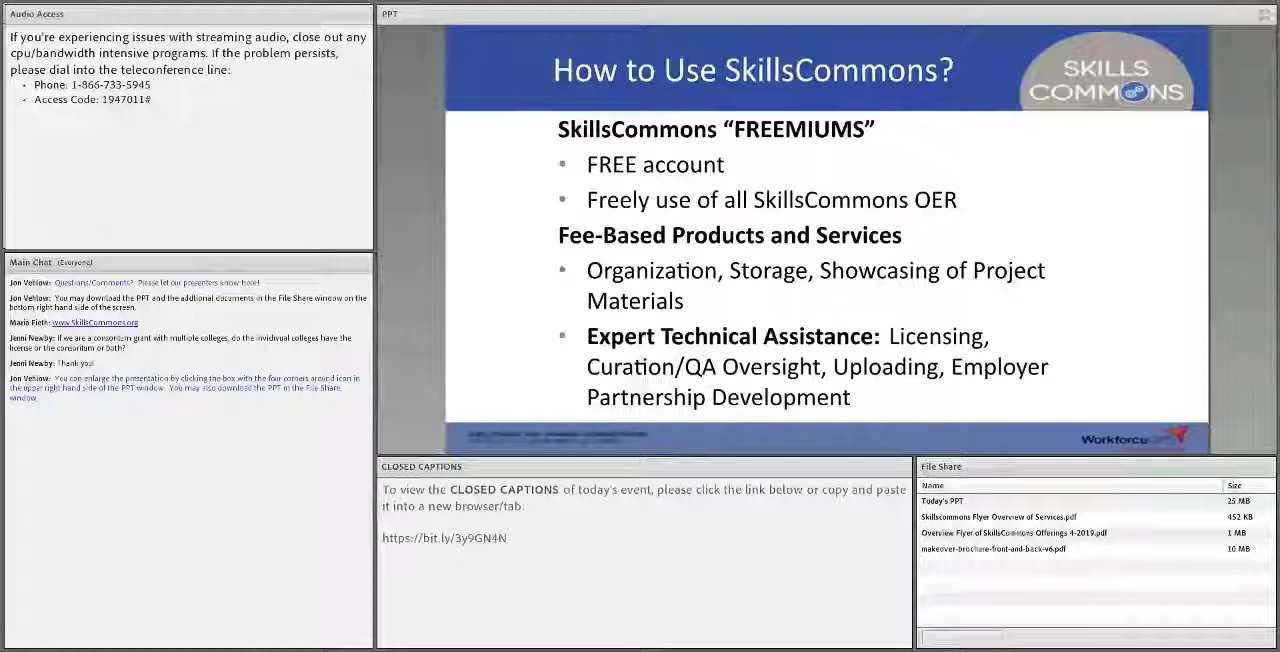 Audio Access
If you're experiencing issues with streaming audio, close out any
cpu/bandwidth intensive programs. If the problem persists,
please dial into the teleconference line:
- Phone: 1-866-733-5945
- Access Code: 1947011#
Main Chat (Everyone)
Jon Vehlow: Questions/Comments? Please let our presenters know here!
Jon Vehlow: You may download the PPT and the additional documents in the File Share window on the
bottom right hand side of the screen.
Maria Fieth: www.SkillsCommons.org
Jenni Newby: If we are a consortium grant with multiple colleges, do the invidivual colleges have the
license or the consortium or both?
Jenni Newby: Thank you!
Jon Vehlow: You can enlarge the presentation by clicking the box with the four corners around icon in
the upper right hand side of the PPT window. You may also download the PPT in the File Share
window.
PPT
How to Use SkillsCommons?
SKILLS
COMMONS
SkillsCommons “FREEMIUMS”
• FREE account
• Freely use of all SkillsCommons OER
Fee-Based Products and Services
• Organization, Storage, Showcasing of Project
Materials
• Expert Technical Assistance: Licensing,
Curation/QA Oversight, Uploading, Employer
Partnership Development
Workforce
CLOSED CAPTIONS
To view the CLOSED CAPTIONS of today's event, please click the link below or copy and paste
it into a new browser/tab:
https://bit.ly/3y9GN4N
File Share
Name Size
Today's PPT 25 MB
Skillscommons Flyer Overview of Services.pdf 452 KB
Overview Flyer of SkillsCommons Offerings 4-2019.pdf 1 MB
makeover-brochure-front-and-back-v6.pdf 10 MB